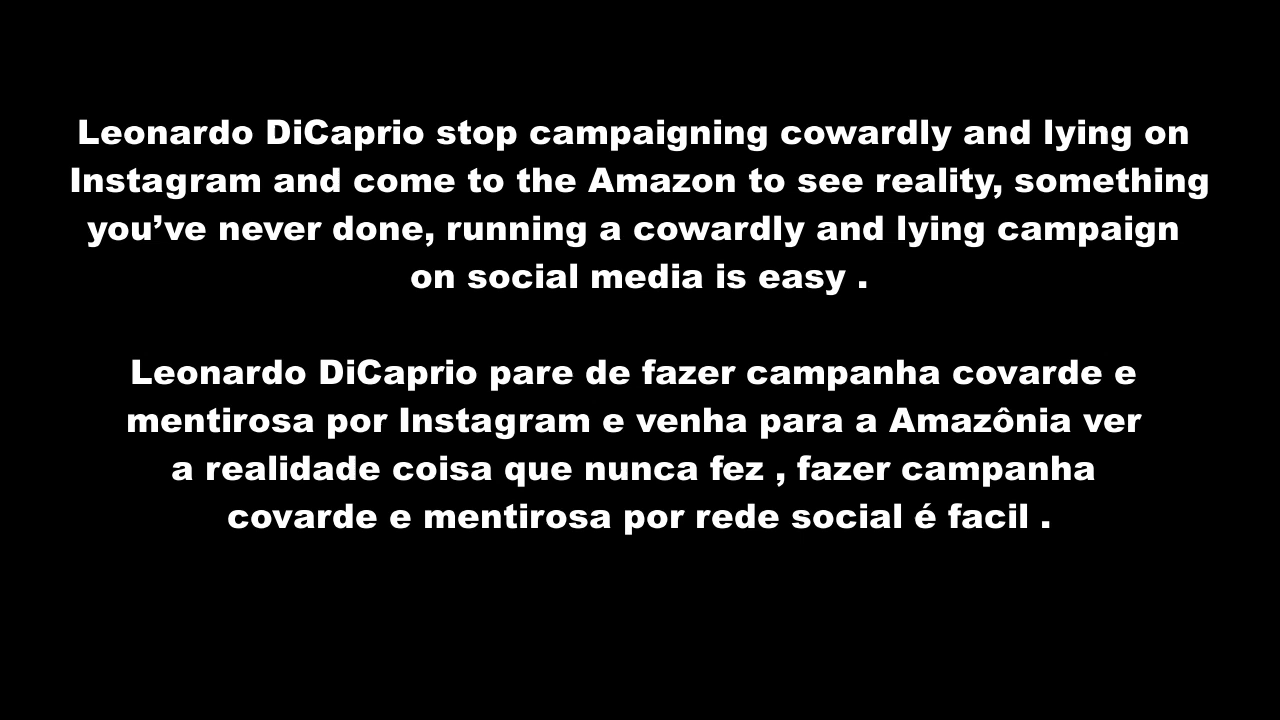 Leonardo DiCaprio stop campaigning cowardly and lying on
Instagram and come to the Amazon to see reality, something
you’ve never done, running a cowardly and lying campaign
on social media is easy .
Leonardo DiCaprio pare de fazer campanha covarde e
mentirosa por Instagram e venha para a Amazônia ver
a realidade coisa que nunca fez , fazer campanha
covarde e mentirosa por rede social é facil .